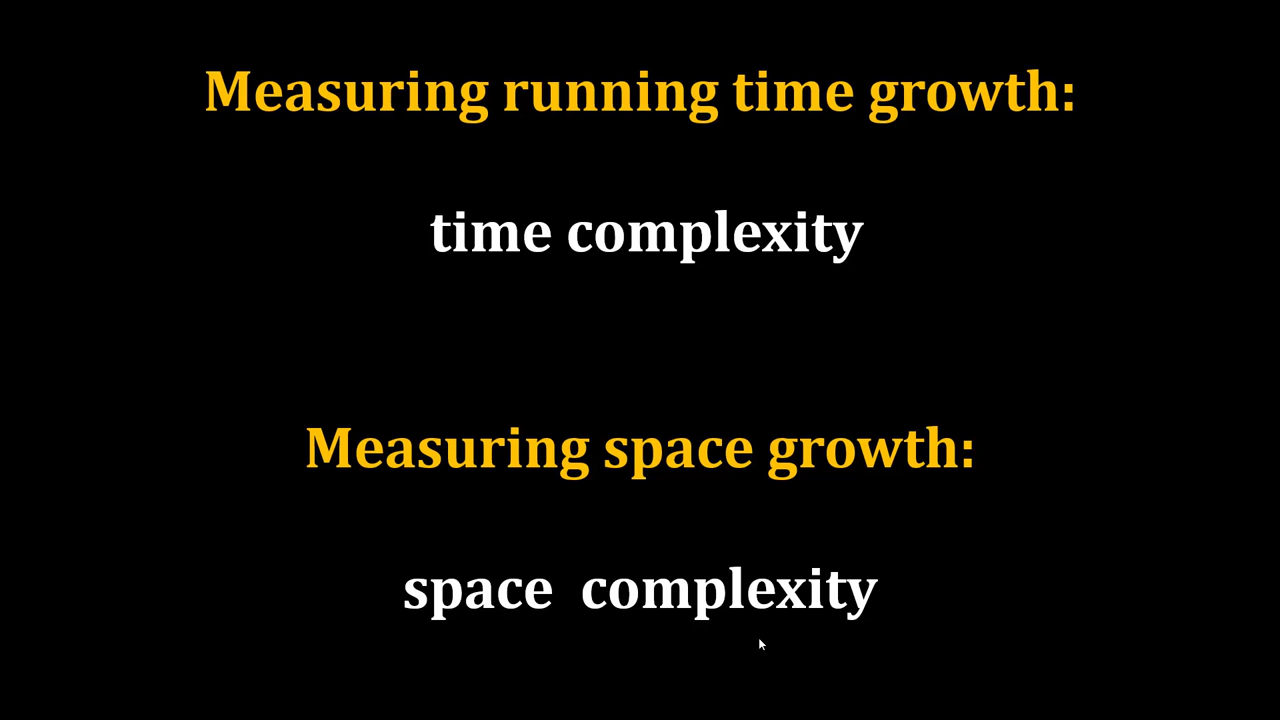 Measuring running time growth:
time complexity
Measuring space growth:
space  complexity